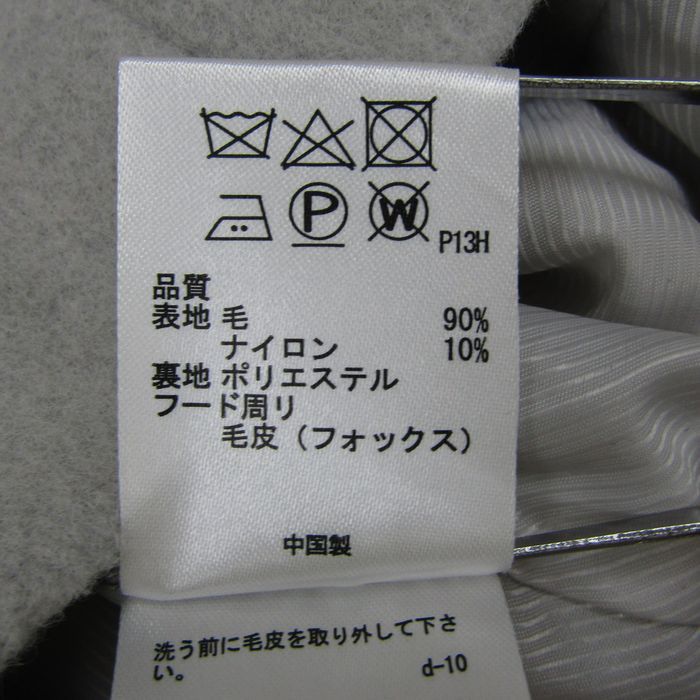 P W P13H
品質
表地 毛 90%
ナイロン 10%
裏地 ポリエステル
フード周リ
毛皮（フォックス）
中国製
洗う前に毛皮を取り外して下さ
い。 d-10